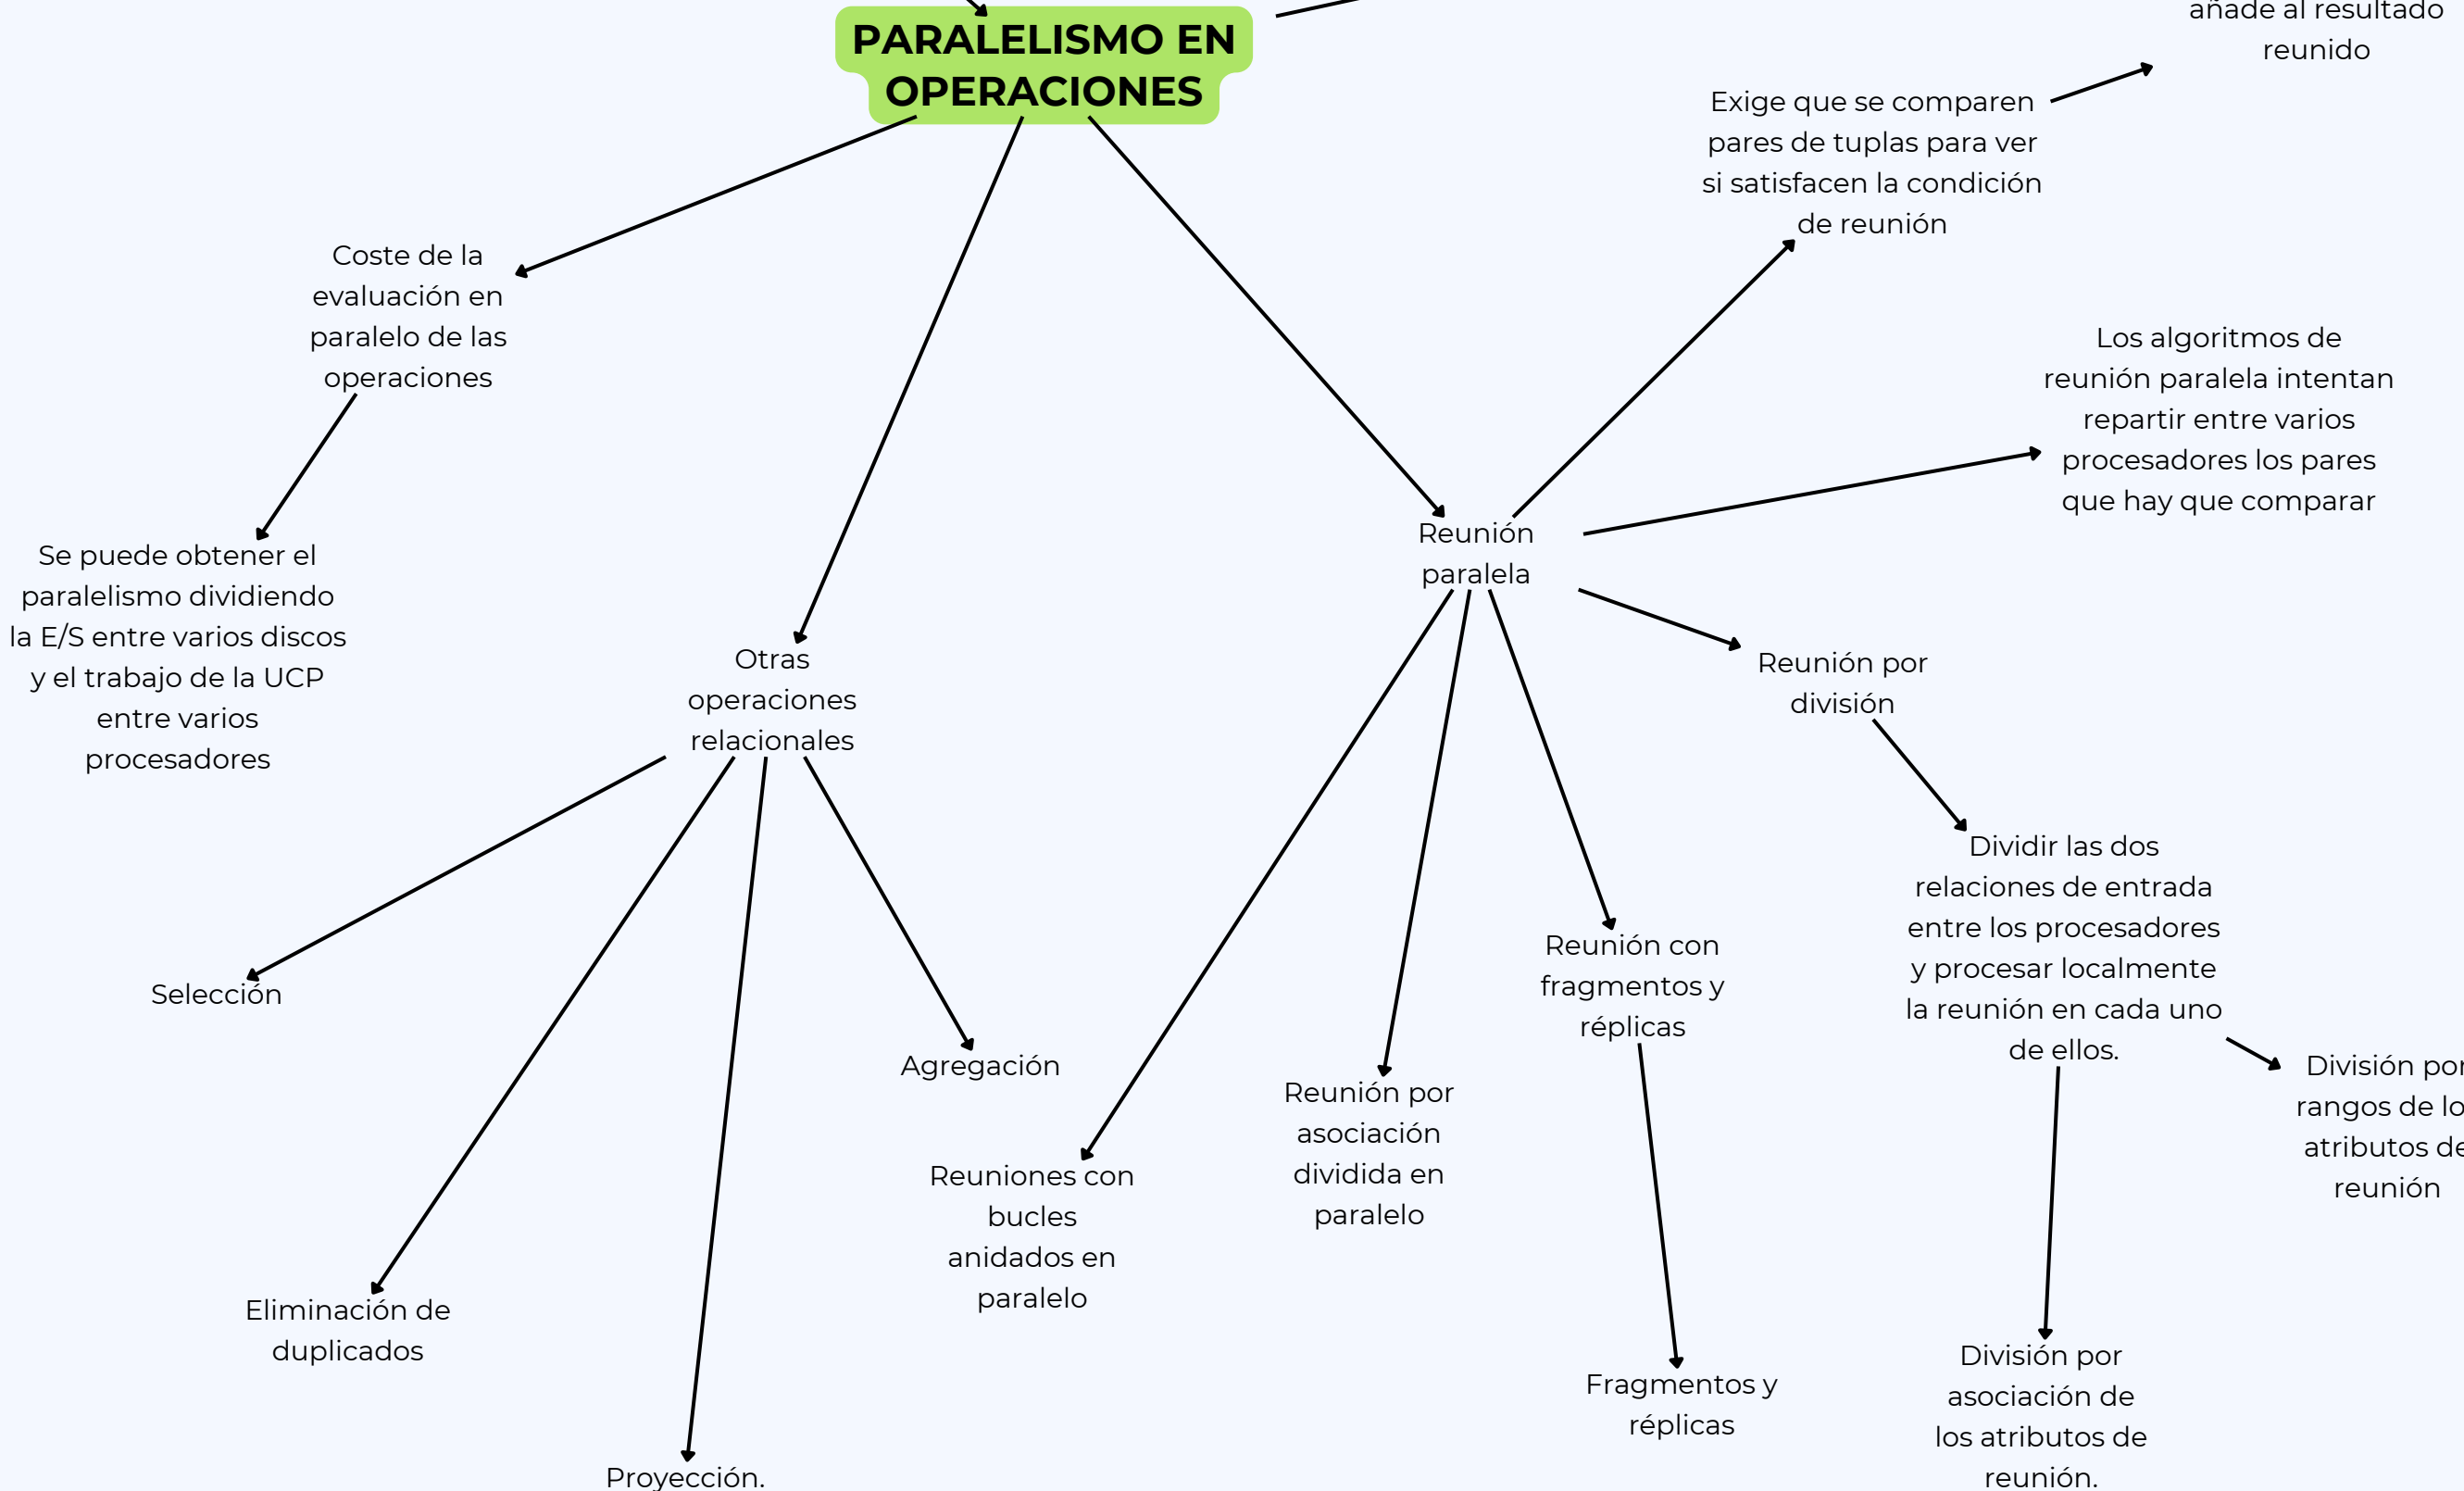 PARALELISMO EN
OPERACIONES
añade al resultado
reunido
Exige que se comparen
pares de tuplas para ver
si satisfacen la condición
de reunión
Coste de la
evaluación en
paralelo de las
operaciones
Los algoritmos de
reunión paralela intentan
repartir entre varios
procesadores los pares
que hay que comparar
Se puede obtener el
paralelismo dividiendo
la E/S entre varios discos
y el trabajo de la UCP
entre varios
procesadores
Reunión
paralela
Otras
operaciones
relacionales
Reunión por
división
Dividir las dos
relaciones de entrada
entre los procesadores
y procesar localmente
la reunión en cada uno
de ellos.
Selección
Agregación
Reunión con
fragmentos y
réplicas
Reunión por
asociación
dividida en
paralelo
División por
rangos de lo
atributos de
reunión
Reuniones con
bucles
anidados en
paralelo
Eliminación de
duplicados
Fragmentos y
réplicas
División por
asociación de
los atributos de
reunión.
Proyección.